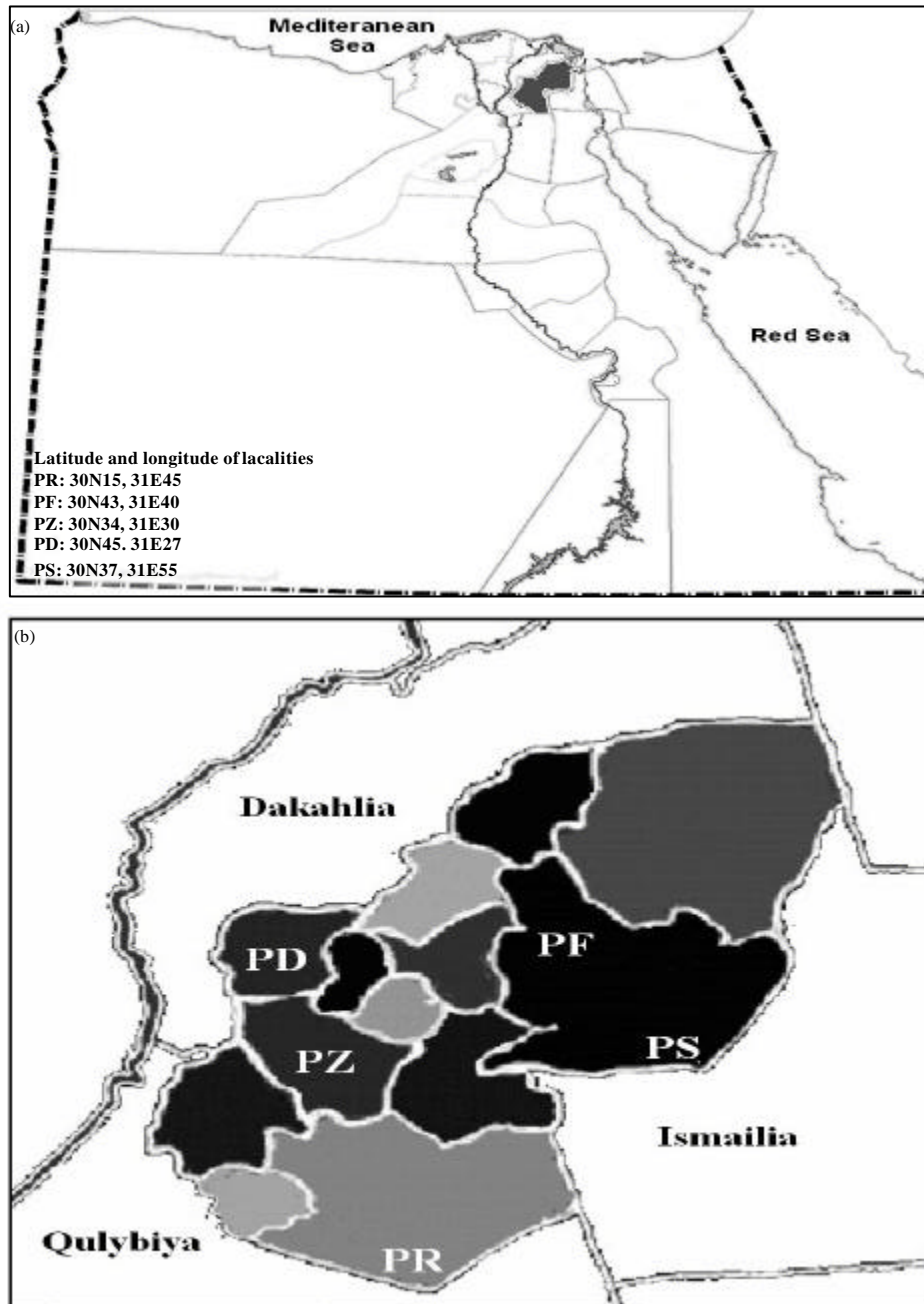 (a)
Mediteranean
Sea
Red Sea
Latitude and longitude of lacalities
PR: 30N15, 31E45
PF: 30N43, 31E40
PZ: 30N34, 31E30
PD: 30N45. 31E27
PS: 30N37, 31E55
(b)
Dakahlia
PD
PF
PZ
PS
Ismailia
Qulybiya
PR